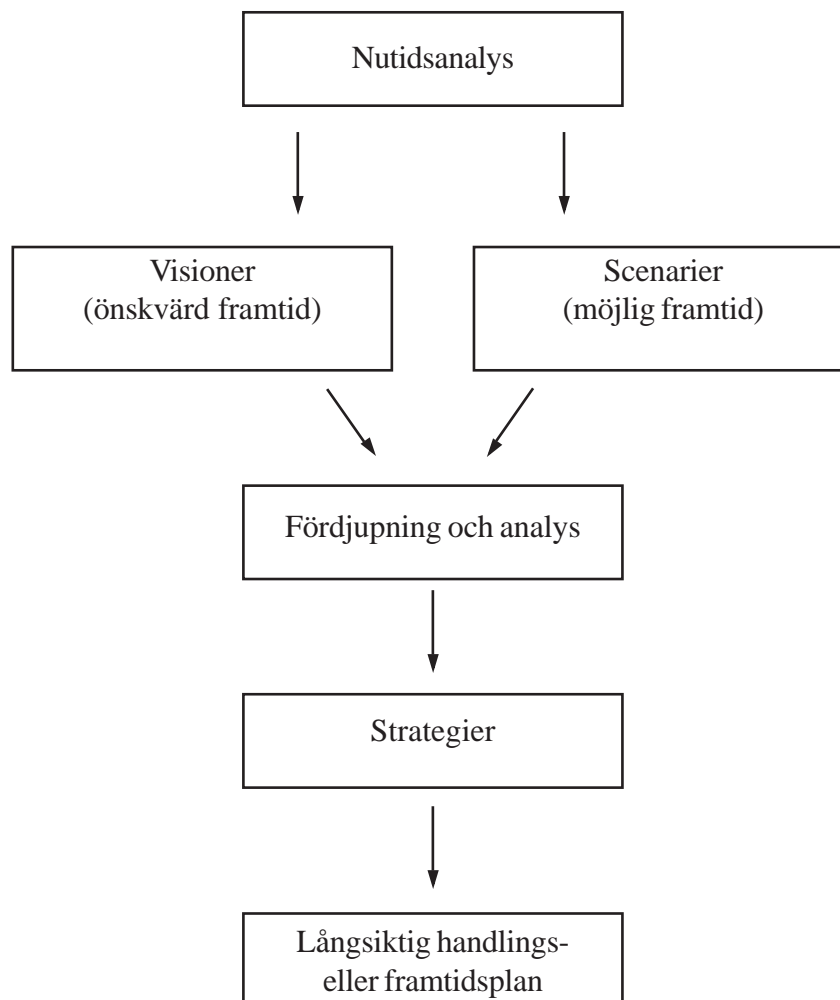 Nutidsanalys
Visioner
(önskvärd framtid)
Scenarier
(möjlig framtid)
Fördjupning och analys
Strategier
Långsiktig handlings-
eller framtidsplan